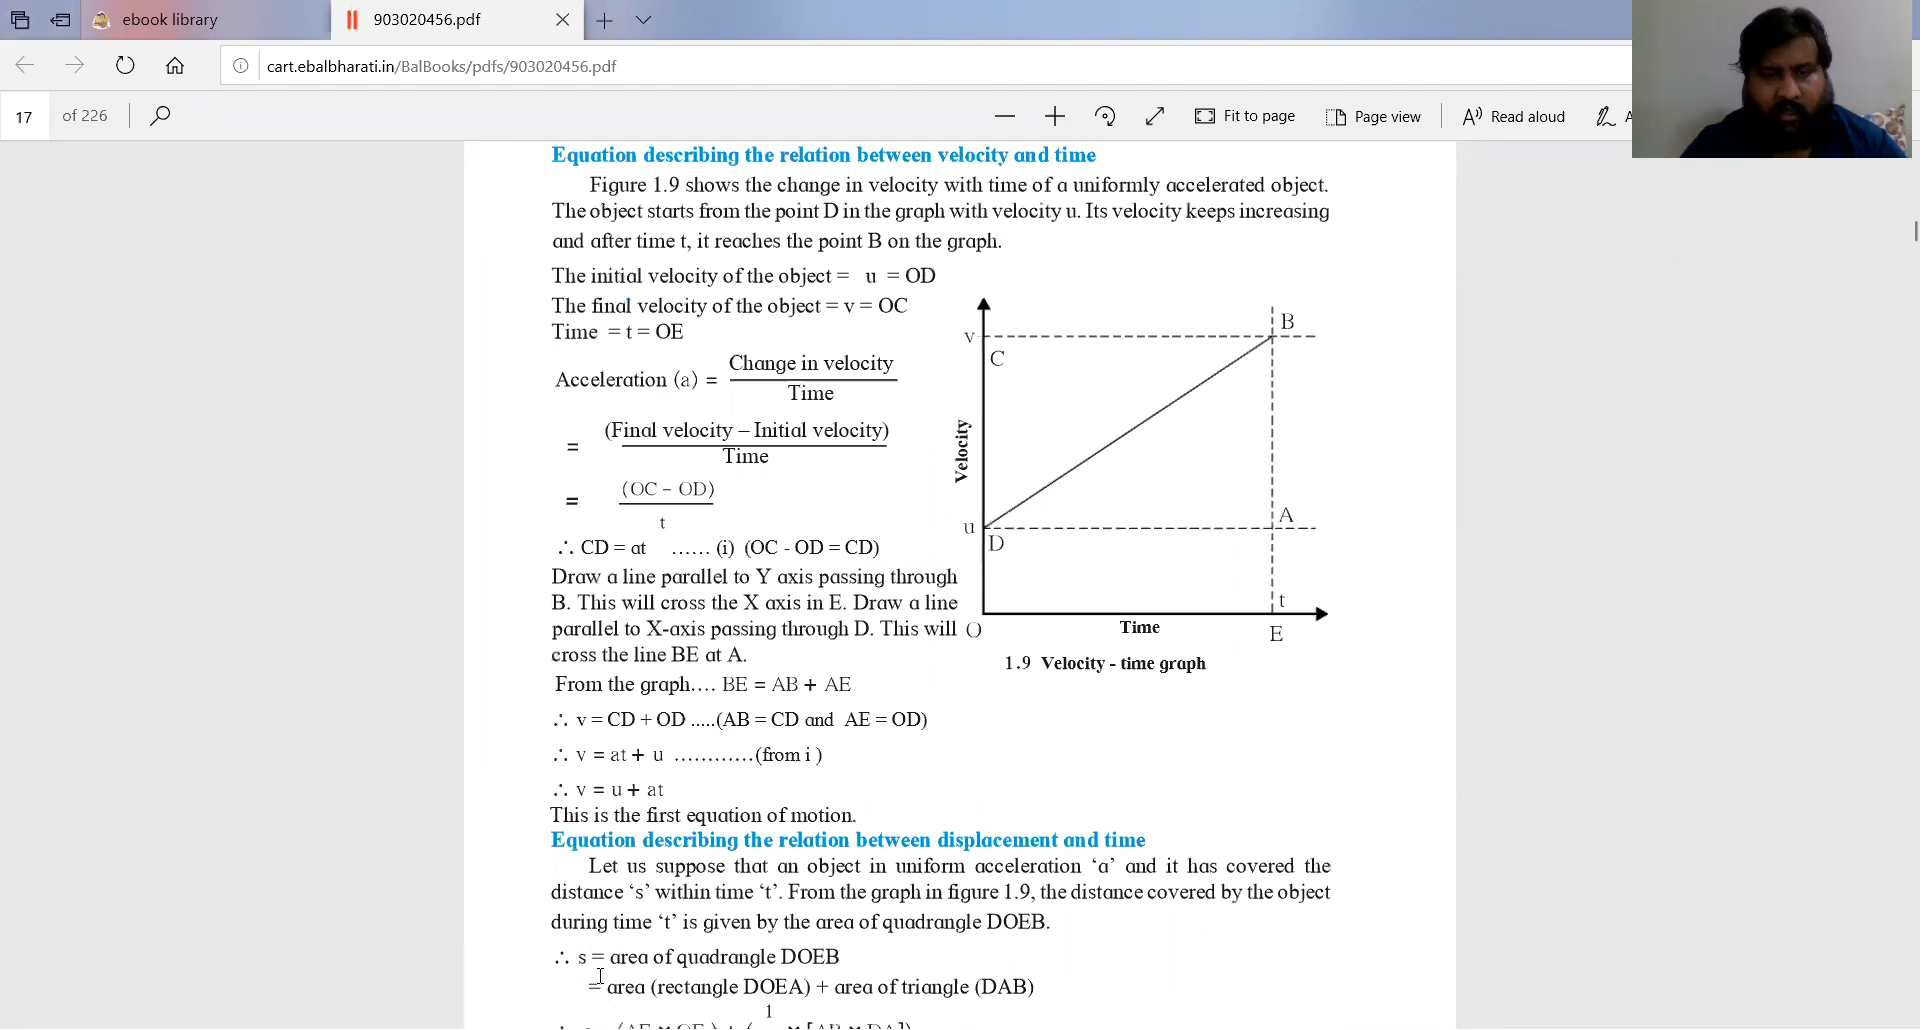 ebook library
903020456.pdf
cart.ebalbharati.in/BalBooks/pdfs/903020456.pdf
17 of 226
Fit to page
Page view
Read aloud
A
Equation describing the relation between velocity and time
Figure 1.9 shows the change in velocity with time of a uniformly accelerated object.
The object starts from the point D in the graph with velocity u. Its velocity keeps increasing
and after time t, it reaches the point B on the graph.
The initial velocity of the object = u = OD
The final velocity of the object = v = OC
Time = t = OE
Acceleration (a) = Change in velocity
Time
= (Final velocity – Initial velocity)
Time
= (OC – OD)
t
∴ CD = at ...... (i) (OC - OD = CD)
Draw a line parallel to Y axis passing through
B. This will cross the X axis in E. Draw a line
parallel to X-axis passing through D. This will
cross the line BE at A.
From the graph.... BE = AB + AE
∴ v = CD + OD .....(AB = CD and AE = OD)
∴ v = at + u ............(from i )
∴ v = u + at
This is the first equation of motion.
v
C
B
Velocity
u
D
A
t
O
Time
E
1.9 Velocity - time graph
Equation describing the relation between displacement and time
Let us suppose that an object in uniform acceleration ‘a’ and it has covered the
distance ‘s’ within time ‘t’. From the graph in figure 1.9, the distance covered by the object
during time ‘t’ is given by the area of quadrangle DOEB.
∴ s = area of quadrangle DOEB
= area (rectangle DOEA) + area of triangle (DAB)
1